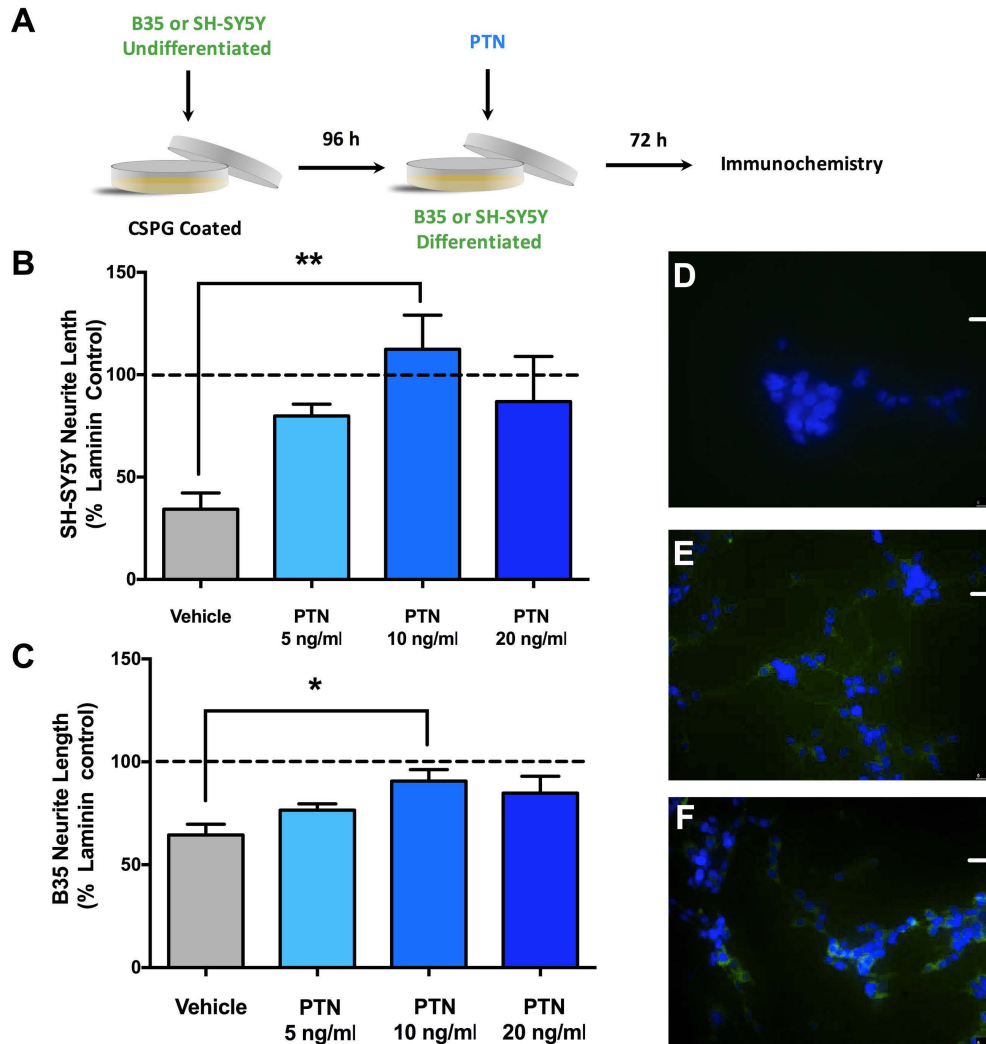 A
B35 or SH-SY5Y
Undifferentiated
PTN
96 h
72 h
Immunochemistry
CSPG Coated
B35 or SH-SY5Y
Differentiated
B
**
150
100
50
0
SH-SY5Y Neurite Lenth
(% Laminin Control)
Vehicle
PTN
5 ng/ml
PTN
10 ng/ml
PTN
20 ng/ml
C
*
150
100
50
0
B35 Neurite Length
(% Laminin control)
Vehicle
PTN
5 ng/ml
PTN
10 ng/ml
PTN
20 ng/ml
D
E
F